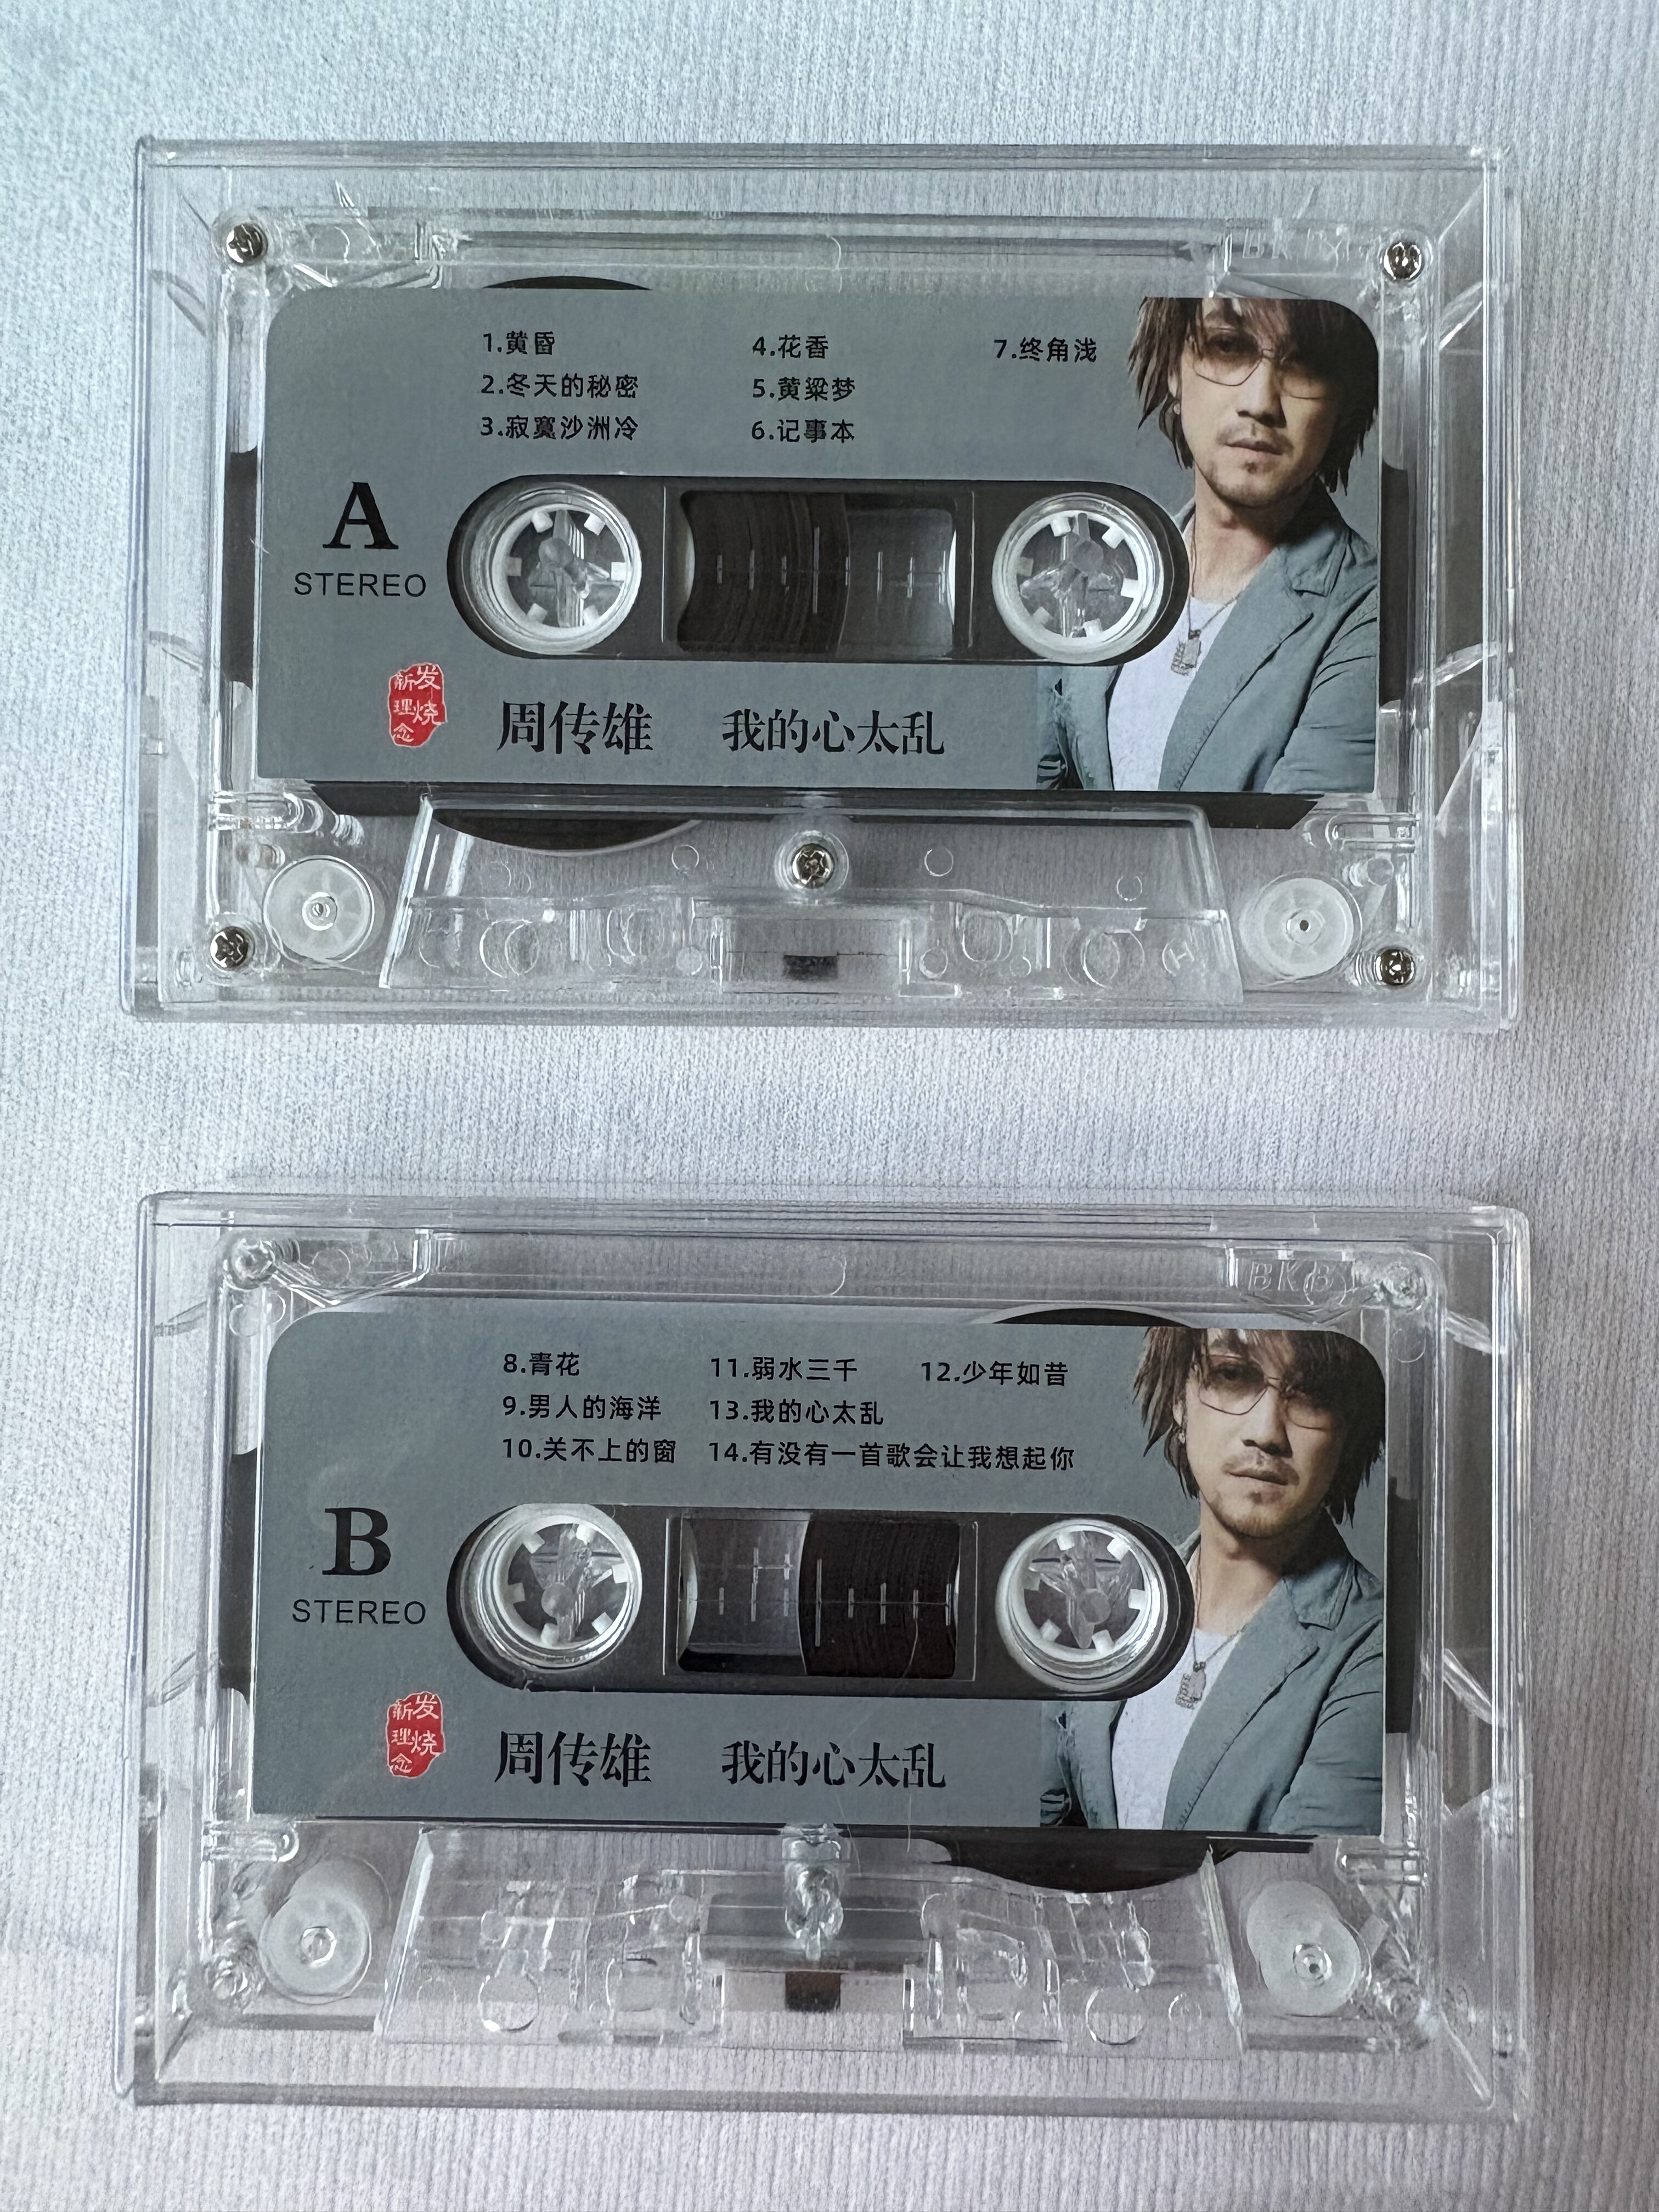 1.黄昏
2.冬天的秘密
3.寂寞沙洲冷
4.花香
5.黄粱梦
6.记事本
7.终角浅
A
STEREO
发烧
新理念
周传雄 我的心太乱
BKBX
8.青花
9.男人的海洋
10.关不上的窗
11.弱水三千
12.少年如昔
13.我的心太乱
14.有没有一首歌会让我想起你
B
STEREO
发烧
新理念
周传雄 我的心太乱